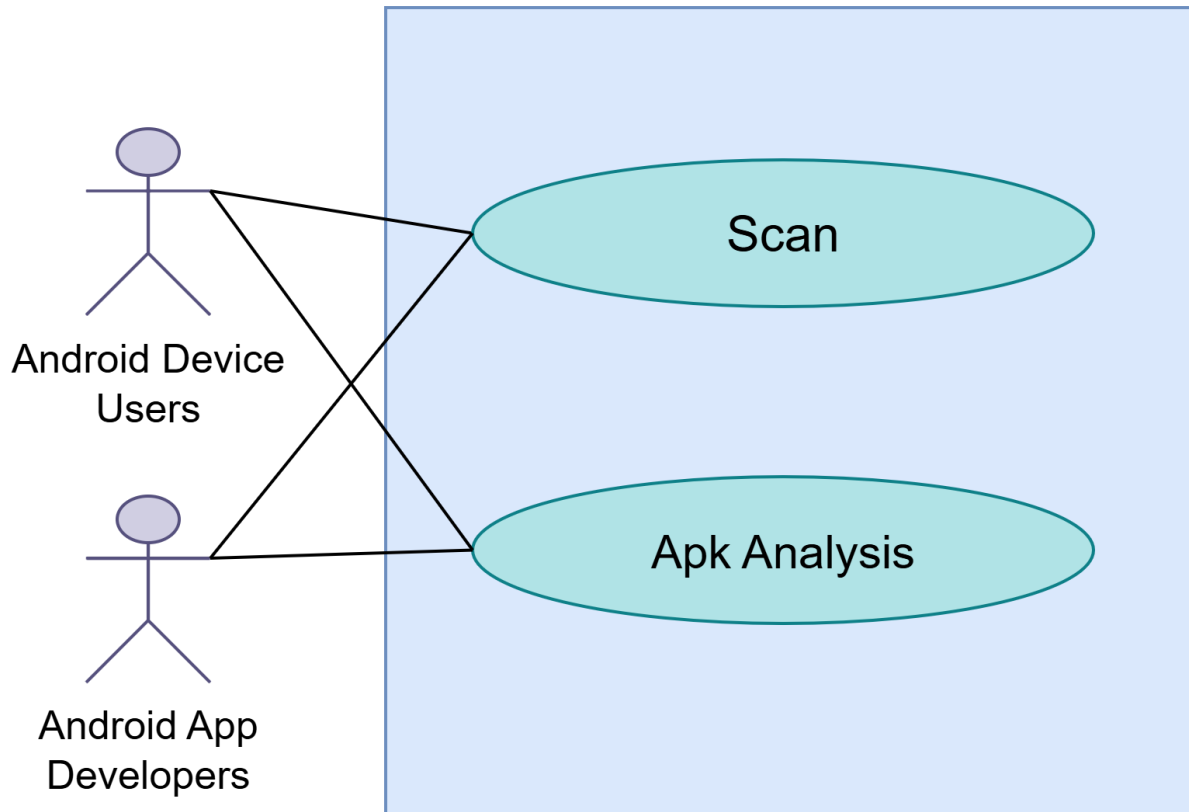 Scan
Android Device
Users
Apk Analysis
Android App
Developers